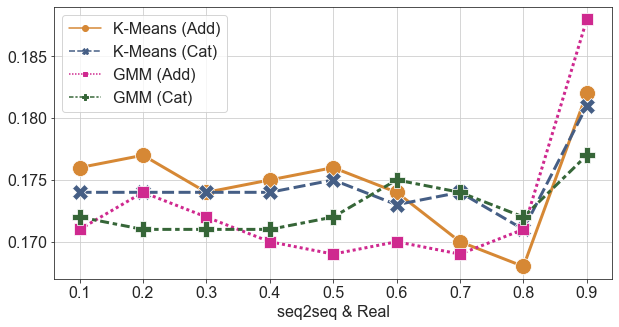 K-Means (Add)
K-Means (Cat)
GMM (Add)
GMM (Cat)
0.185
0.180
0.175
0.170
0.1 0.2 0.3 0.4 0.5 0.6 0.7 0.8 0.9
seq2seq & Real